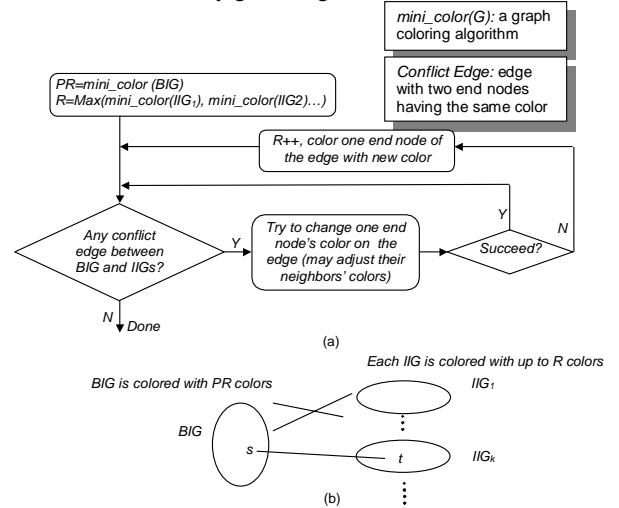 mini_color(G): a graph
coloring algorithm
Conflict Edge: edge
with two end nodes
having the same color
PR=mini_color (BIG)
R=Max(mini_color(IIG1), mini_color(IIG2)…)
R++, color one end node of
the edge with new color
Any conflict
edge between
BIG and IIGs?
Y
Try to change one end
node's color on the
edge (may adjust their
neighbors' colors)
Y
Succeed?
N
N
Done
(a)
Each IIG is colored with up to R colors
BIG is colored with PR colors
IIG1
BIG
s
t
IIGk
(b)